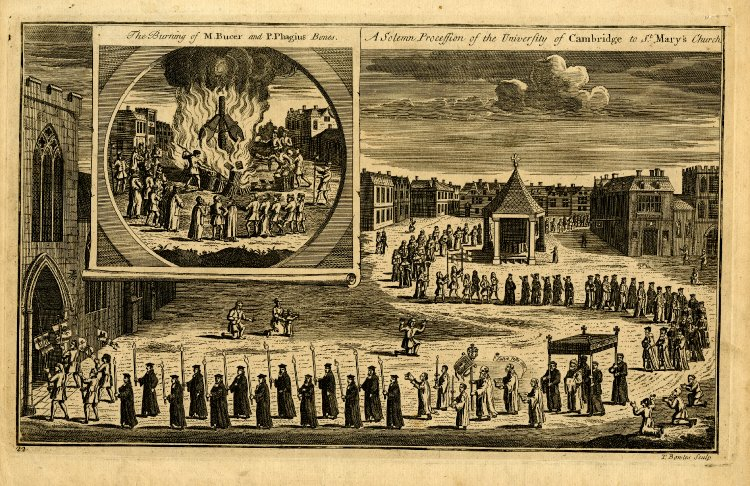 The Burning of M. Bucer and P. Phagius Bones.
A Solemn Procession of the University of Cambridge to St. Mary's Church
22
T. Bowles Sculp